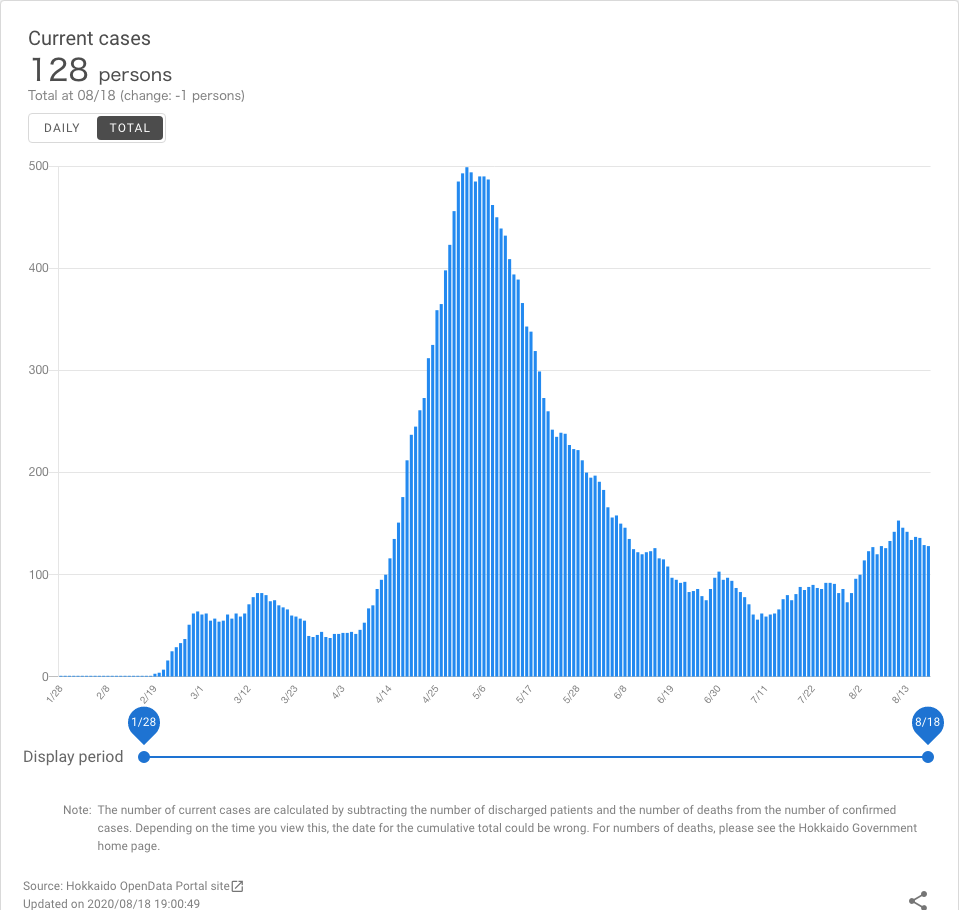 Current cases
128 persons
Total at 08/18 (change: -1 persons)
DAILY TOTAL
500
400
300
200
100
0
1/28 2/8 2/19 3/1 3/12 3/23 4/3 4/14 4/25 5/6 5/17 5/28 6/8 6/19 6/30 7/11 7/22 8/2 8/13
1/28 8/18
Display period
Note: The number of current cases are calculated by subtracting the number of discharged patients and the number of deaths from the number of confirmed
cases. Depending on the time you view this, the date for the cumulative total could be wrong. For numbers of deaths, please see the Hokkaido Government
home page.
Source: Hokkaido OpenData Portal site
Updated on 2020/08/18 19:00:49